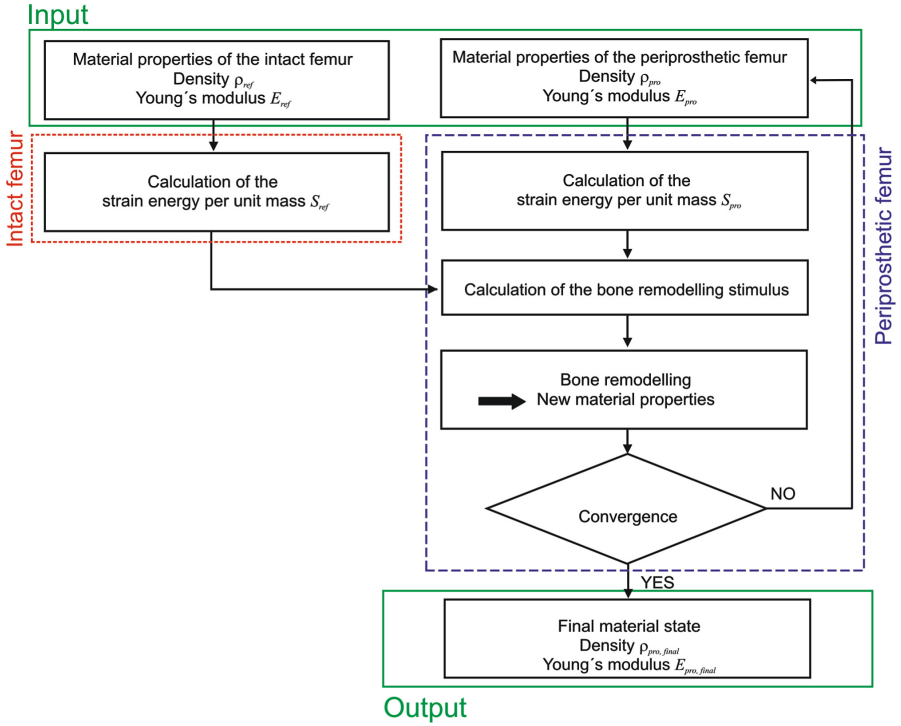 Input
Material properties of the intact femur
Density ρref
Young´s modulus Eref
Material properties of the periprosthetic femur
Density ρpro
Young´s modulus Epro
Intact femur
Calculation of the
strain energy per unit mass Sref
Periprosthetic femur
Calculation of the
strain energy per unit mass Spro
Calculation of the bone remodelling stimulus
Bone remodelling
New material properties
Convergence
NO
YES
Final material state
Density ρpro, final
Young´s modulus Epro, final
Output